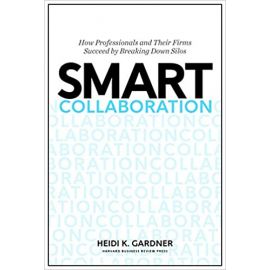 How Professionals and Their Firms
Succeed by Breaking Down Silos
SMART
COLLABORATION
HEIDI K. GARDNER
HARVARD BUSINESS REVIEW PRESS